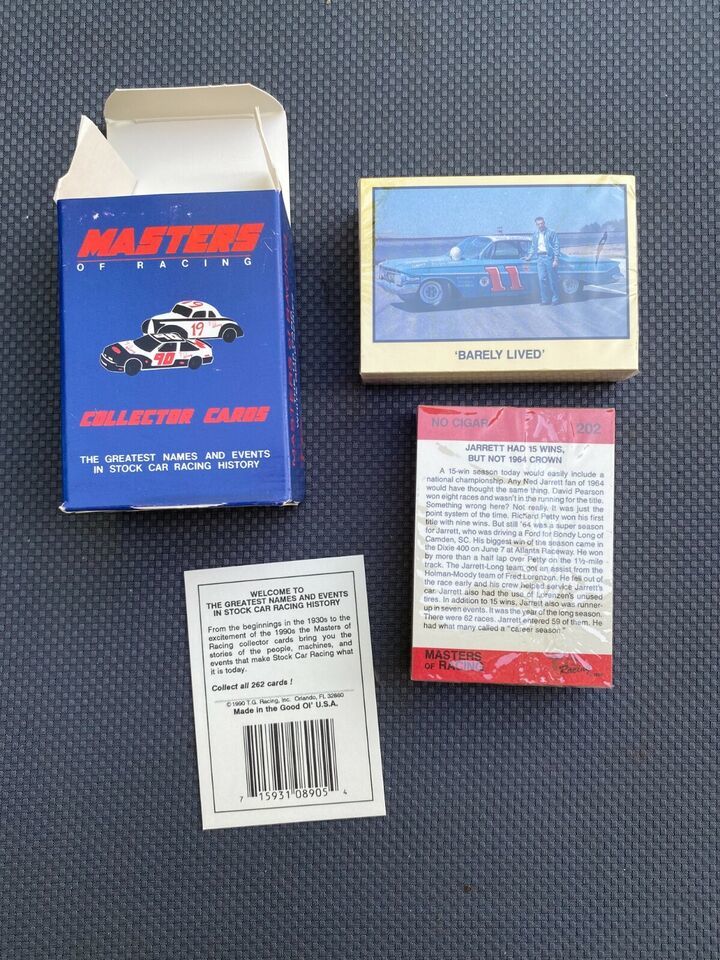 MASTERS
OF RACING
19
19
90
COLLECTOR CARDS
THE GREATEST NAMES AND EVENTS
IN STOCK CAR RACING HISTORY
11
'BARELY LIVED'
NO CIGAR
202
JARRETT HAD 15 WINS,
BUT NOT 1964 CROWN
A 15-win season today would easily include a
national championship. Any Ned Jarrett fan of 1964
would have thought the same thing. David Pearson
won eight races and wasn't in the running for the title.
Something wrong here? Not really. It was just the
point system of the time. Richard Petty won his first
title with nine wins. But still '64 was a super season
for Jarrett, who was driving a Ford for Bondy Long of
Camden, SC. His biggest win of the season came in
the Dixie 400 on June 7 at Atlanta Raceway. He won
by more than a half lap over Petty on the 1½-mile
track. The Jarrett-Long team got an assist from the
Holman-Moody team of Fred Lorenzen. He fell out of
the race early and his crew helped service Jarrett's
car. Jarrett also had the use of Lorenzen's unused
tires. In addition to 15 wins, Jarrett also was runner-
up in seven events. It was the year of the long season.
There were 62 races. Jarrett entered 59 of them. He
had what many called a "career season."
MASTERS
OF RACING
Racing
WELCOME TO
THE GREATEST NAMES AND EVENTS
IN STOCK CAR RACING HISTORY
From the beginnings in the 1930s to the
excitement of the 1990s the Masters of
Racing collector cards bring you the
stories of the people, machines, and
events that make Stock Car Racing what
it is today.
Collect all 262 cards !
© 1990 T.G. Racing, Inc. Orlando, FL 32860
Made in the Good Ol' U.S.A.
7 15931 08905 4